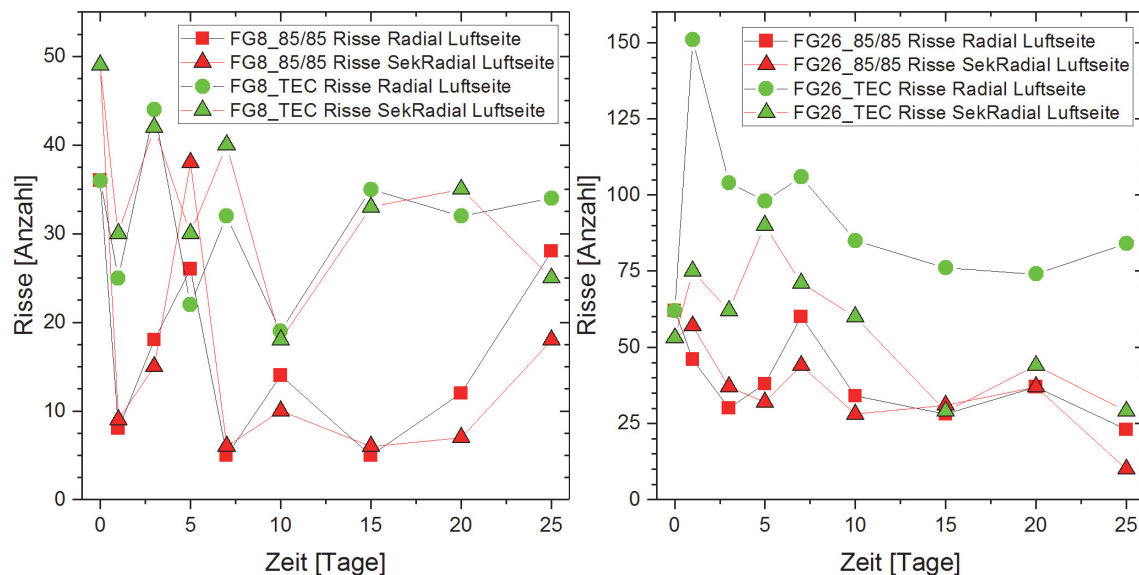 FG8_85/85 Risse Radial Luftseite
FG8_85/85 Risse SekRadial Luftseite
FG8_TEC Risse Radial Luftseite
FG8_TEC Risse SekRadial Luftseite
50
40
30
20
10
0
Risse [Anzahl]
0 5 10 15 20 25
Zeit [Tage]
FG26_85/85 Risse Radial Luftseite
FG26_85/85 Risse SekRadial Luftseite
FG26_TEC Risse Radial Luftseite
FG26_TEC Risse SekRadial Luftseite
150
125
100
75
50
25
0
Risse [Anzahl]
0 5 10 15 20 25
Zeit [Tage]